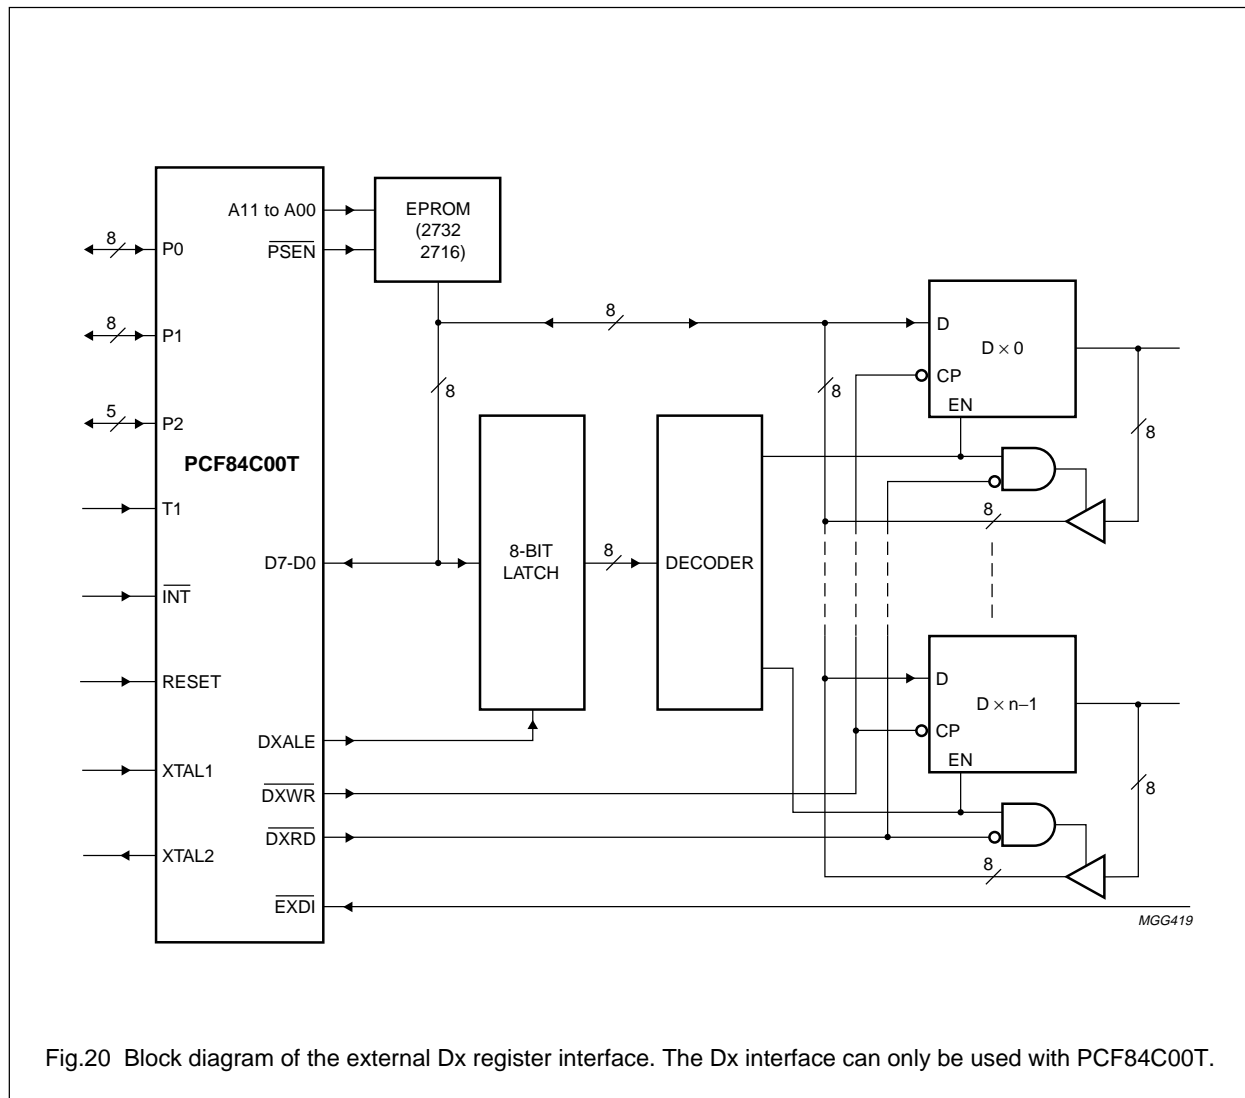 A11 to A00
EPROM
(2732
2716)
PSEN
8
P0
8
P1
5
P2
PCF84C00T
T1
INT
RESET
XTAL1
XTAL2
D7-D0
DXALE
DXWR
DXRD
EXDI
8
8
8
8-BIT
LATCH
8
DECODER
D
D × 0
CP
EN
8
8
D
D × n–1
CP
EN
8
8
MGG419
Fig.20 Block diagram of the external Dx register interface. The Dx interface can only be used with PCF84C00T.